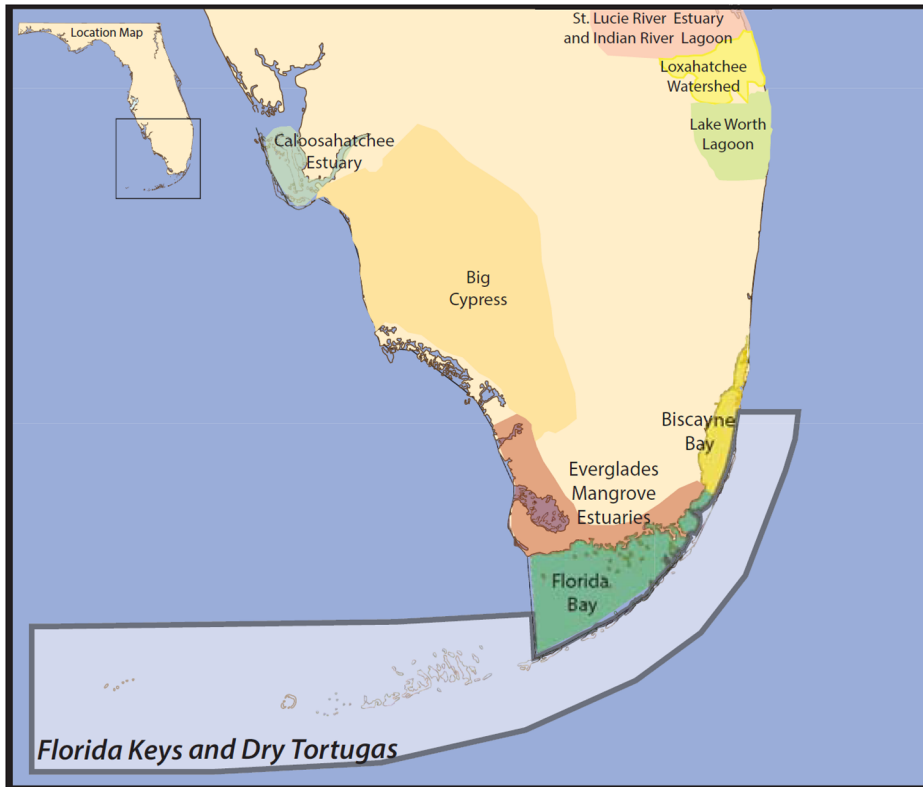 Location Map
St. Lucie River Estuary
and Indian River Lagoon
Loxahatchee
Watershed
Lake Worth
Lagoon
Caloosahatchee
Estuary
Big
Cypress
Biscayne
Bay
Everglades
Mangrove
Estuaries
Florida
Bay
Florida Keys and Dry Tortugas